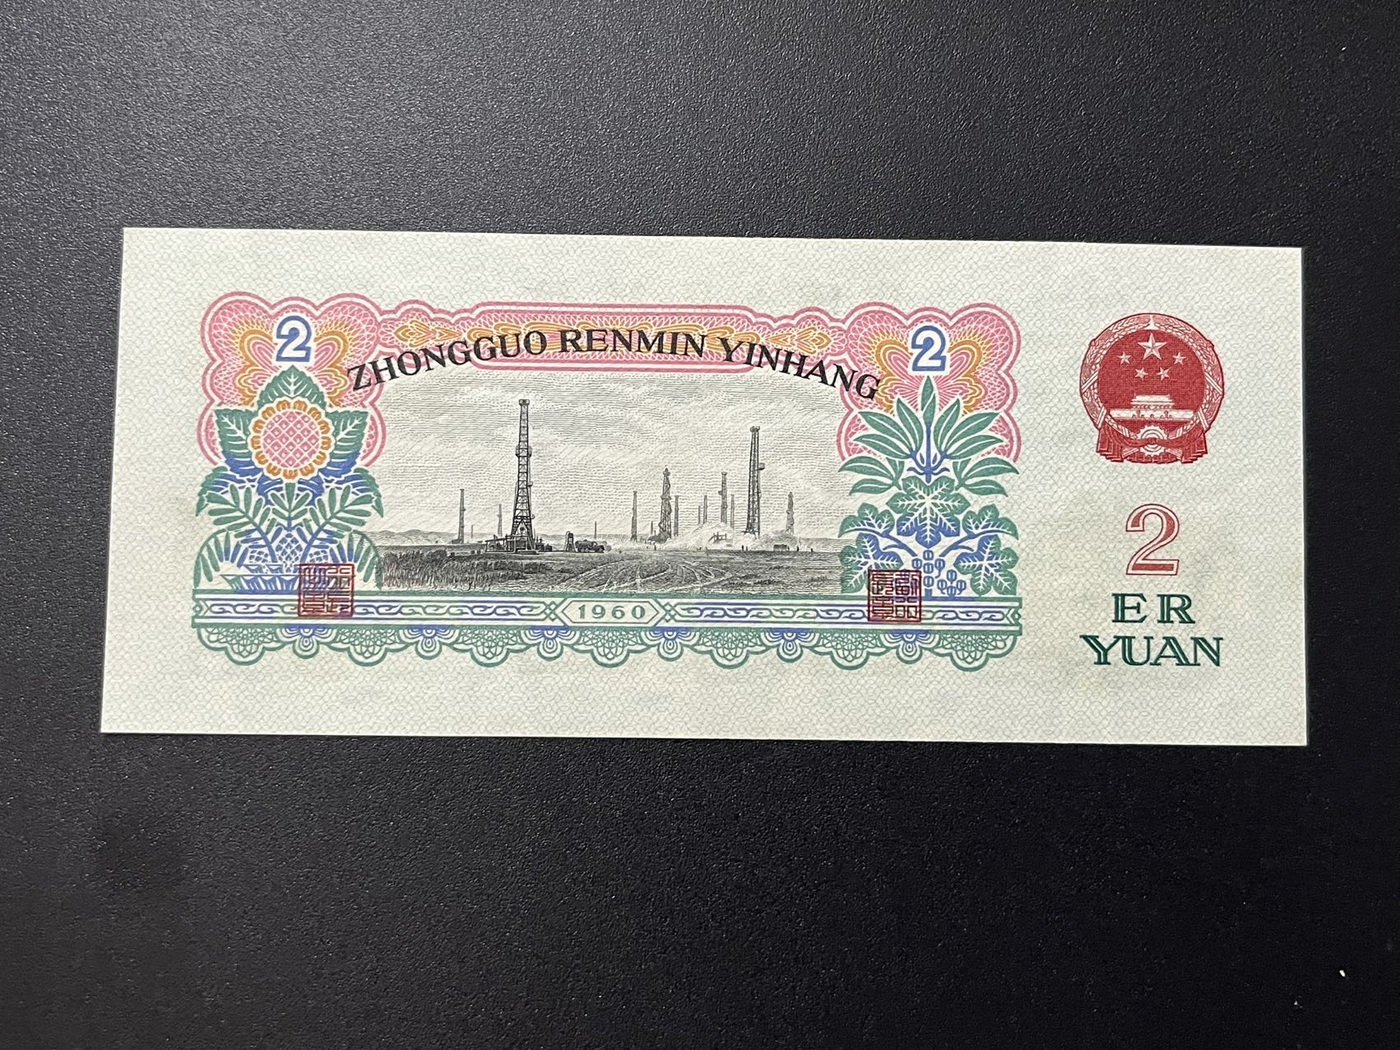 2
2
ZHONGGUO RENMIN YINHANG
1960
2
ER
YUAN